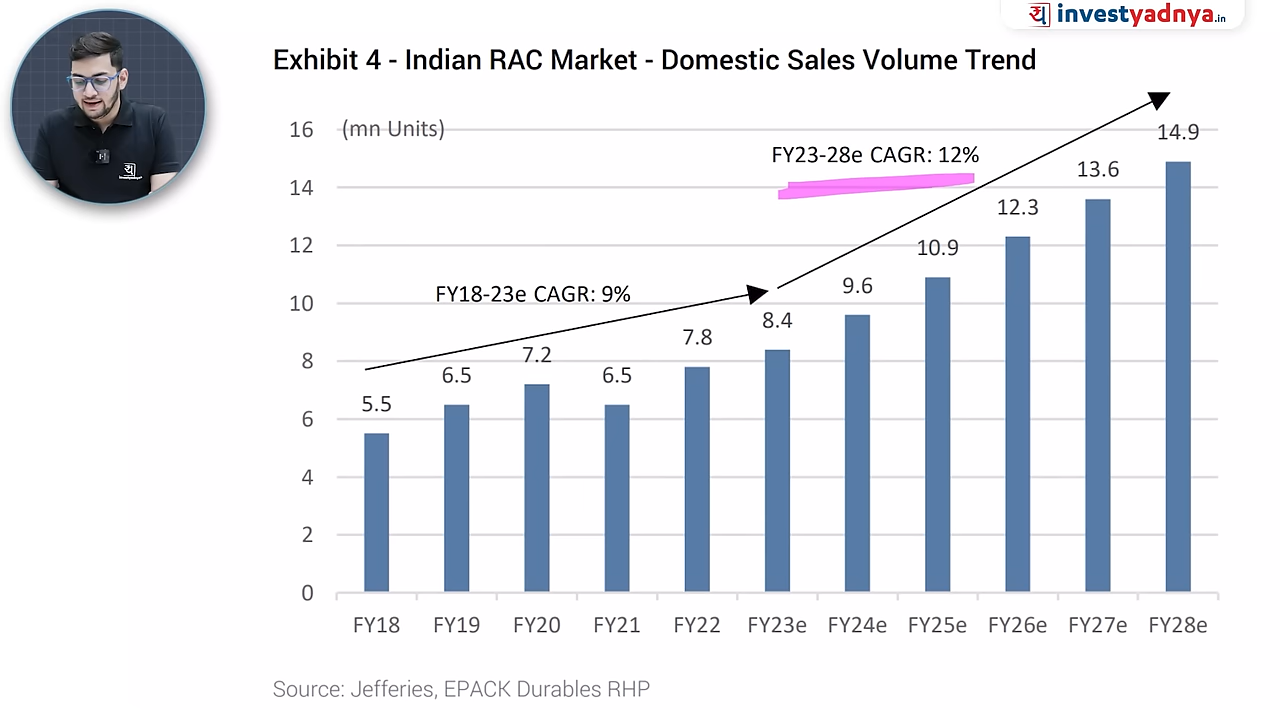 investyadnya.in
Exhibit 4 - Indian RAC Market - Domestic Sales Volume Trend
(mn Units)
16
14
12
10
8
6
4
2
0
FY18-23e CAGR: 9%
FY23-28e CAGR: 12%
5.5
6.5
7.2
6.5
7.8
8.4
9.6
10.9
12.3
13.6
14.9
FY18
FY19
FY20
FY21
FY22
FY23e
FY24e
FY25e
FY26e
FY27e
FY28e
Source: Jefferies, EPACK Durables RHP